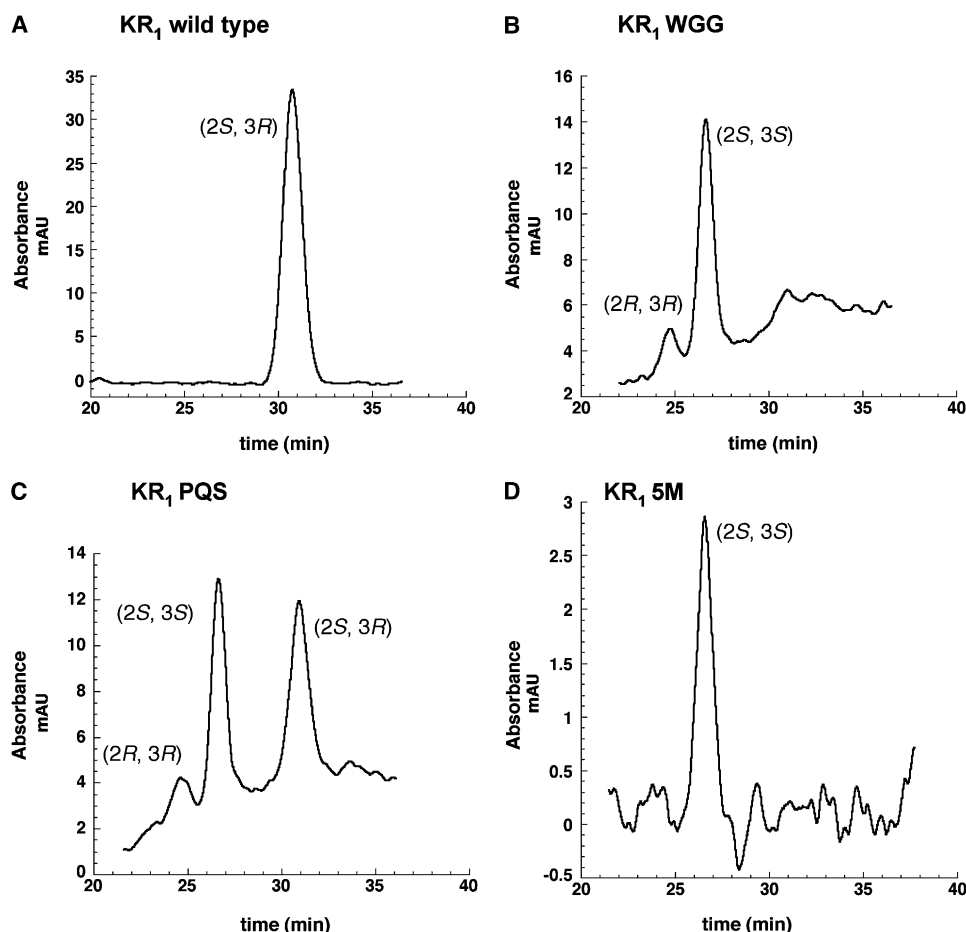 A KR1 wild type
35
30
25
20
15
10
5
0
Absorbance
mAU
(2S, 3R)
20 25 30 35 40
time (min)
B KR1 WGG
16
14
12
10
8
6
4
2
Absorbance
mAU
(2S, 3S)
(2R, 3R)
20 25 30 35 40
time (min)
C KR1 PQS
14
12
10
8
6
4
2
0
Absorbance
mAU
(2S, 3S)
(2S, 3R)
(2R, 3R)
20 25 30 35 40
time (min)
D KR1 5M
3
2.5
2
1.5
1
0.5
0
-0.5
Absorbance
mAU
(2S, 3S)
20 25 30 35 40
time (min)